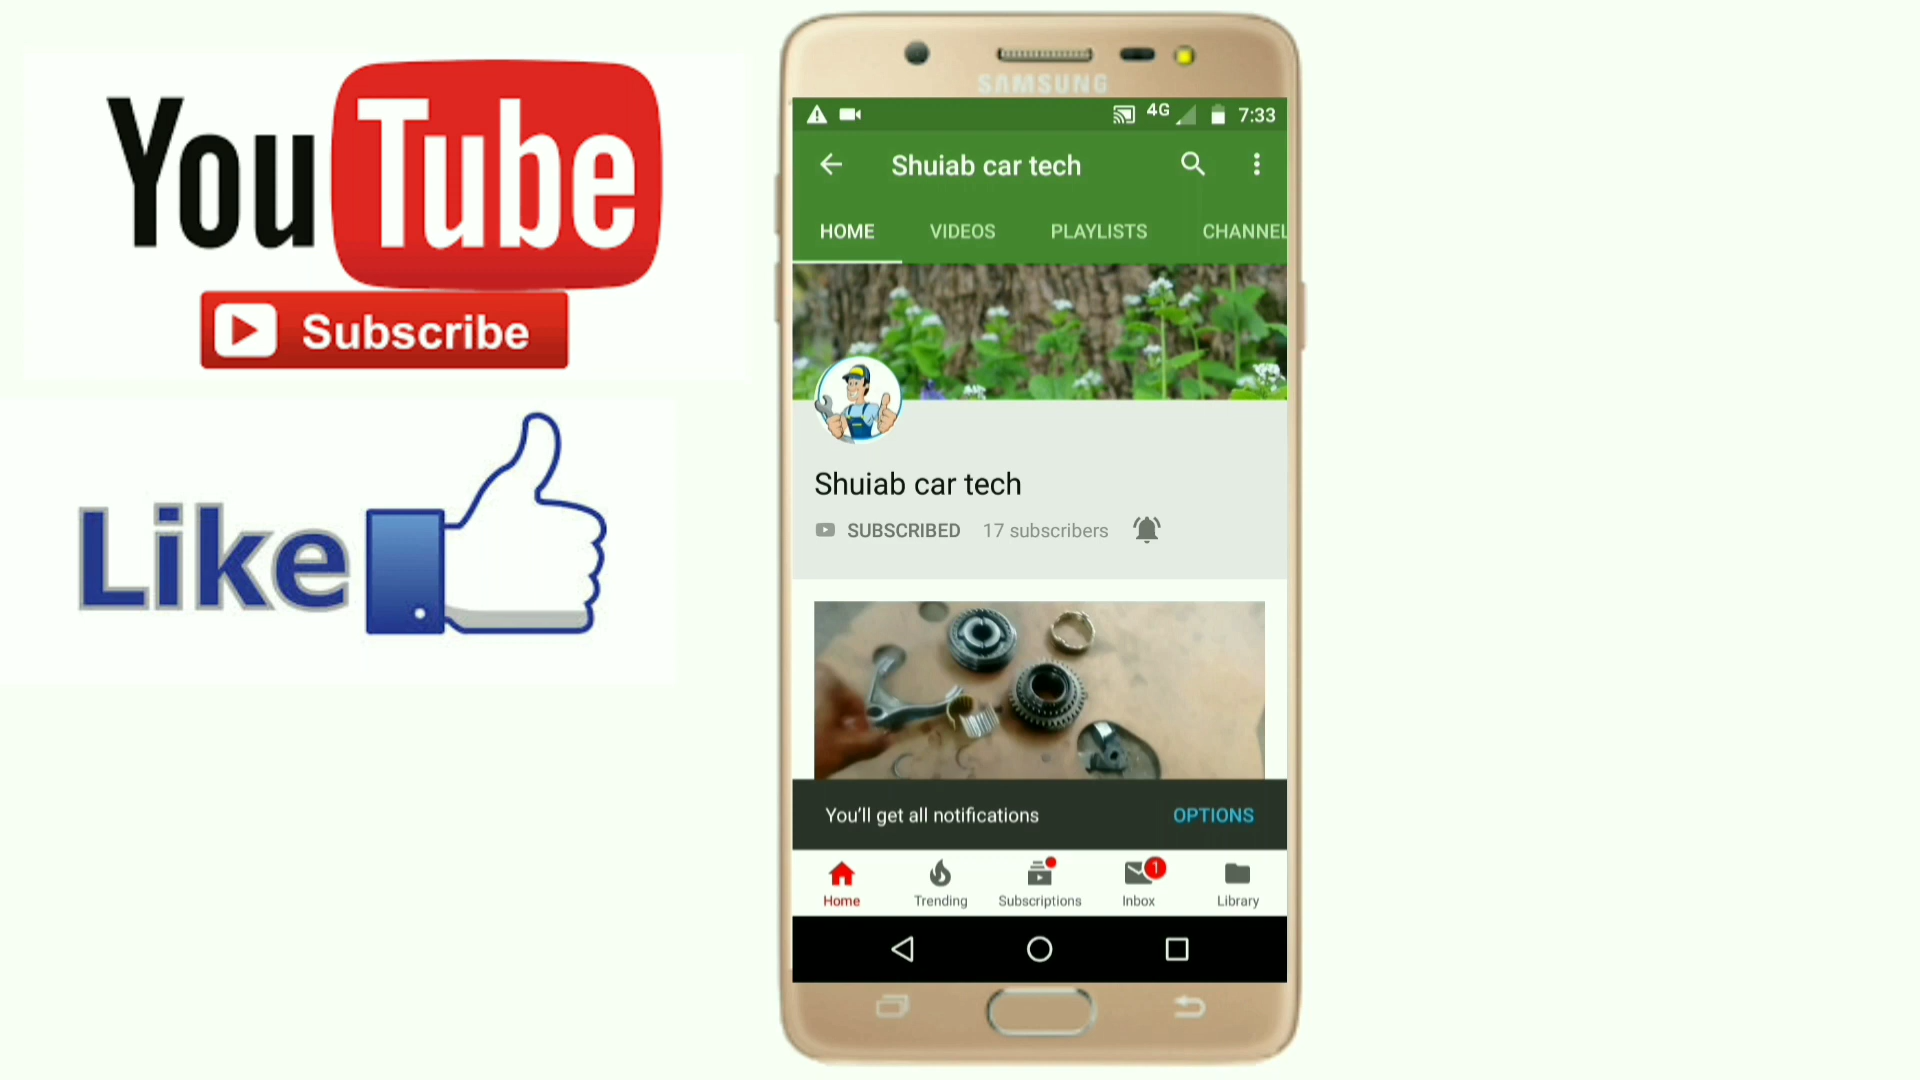 YouTube
Subscribe
Like
SAMSUNG
4G 7:33
Shuiab car tech
HOME VIDEOS PLAYLISTS CHANNEL
Shuiab car tech
SUBSCRIBED 17 subscribers
You'll get all notifications OPTIONS
1
Home Trending Subscriptions Inbox Library